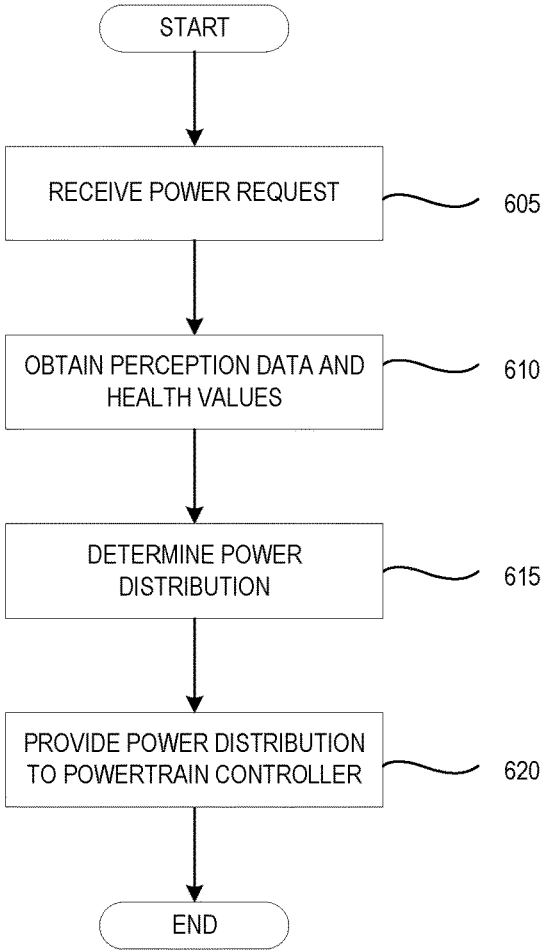 START
RECEIVE POWER REQUEST
605
OBTAIN PERCEPTION DATA AND
HEALTH VALUES
610
DETERMINE POWER
DISTRIBUTION
615
PROVIDE POWER DISTRIBUTION
TO POWERTRAIN CONTROLLER
620
END